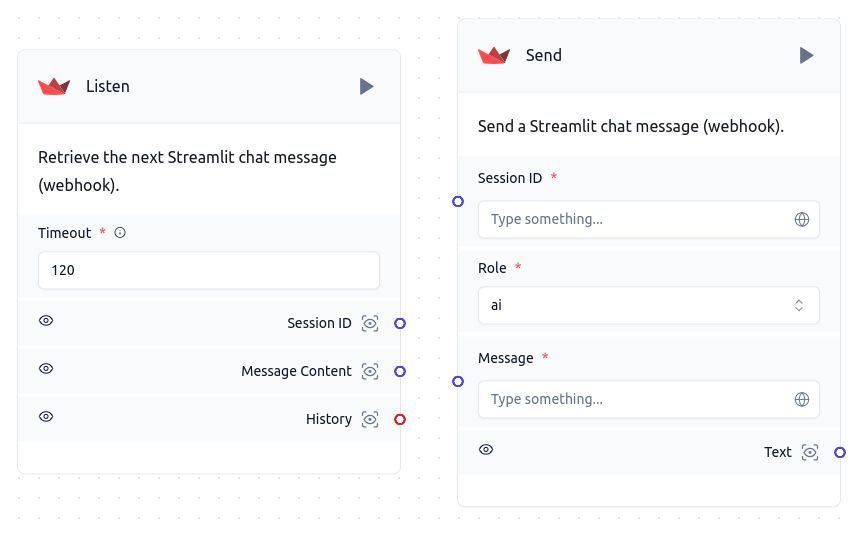 Listen
Retrieve the next Streamlit chat message
(webhook).
Timeout *
120
Session ID
Message Content
History
Send
Send a Streamlit chat message (webhook).
Session ID *
Type something...
Role *
ai
Message *
Type something...
Text